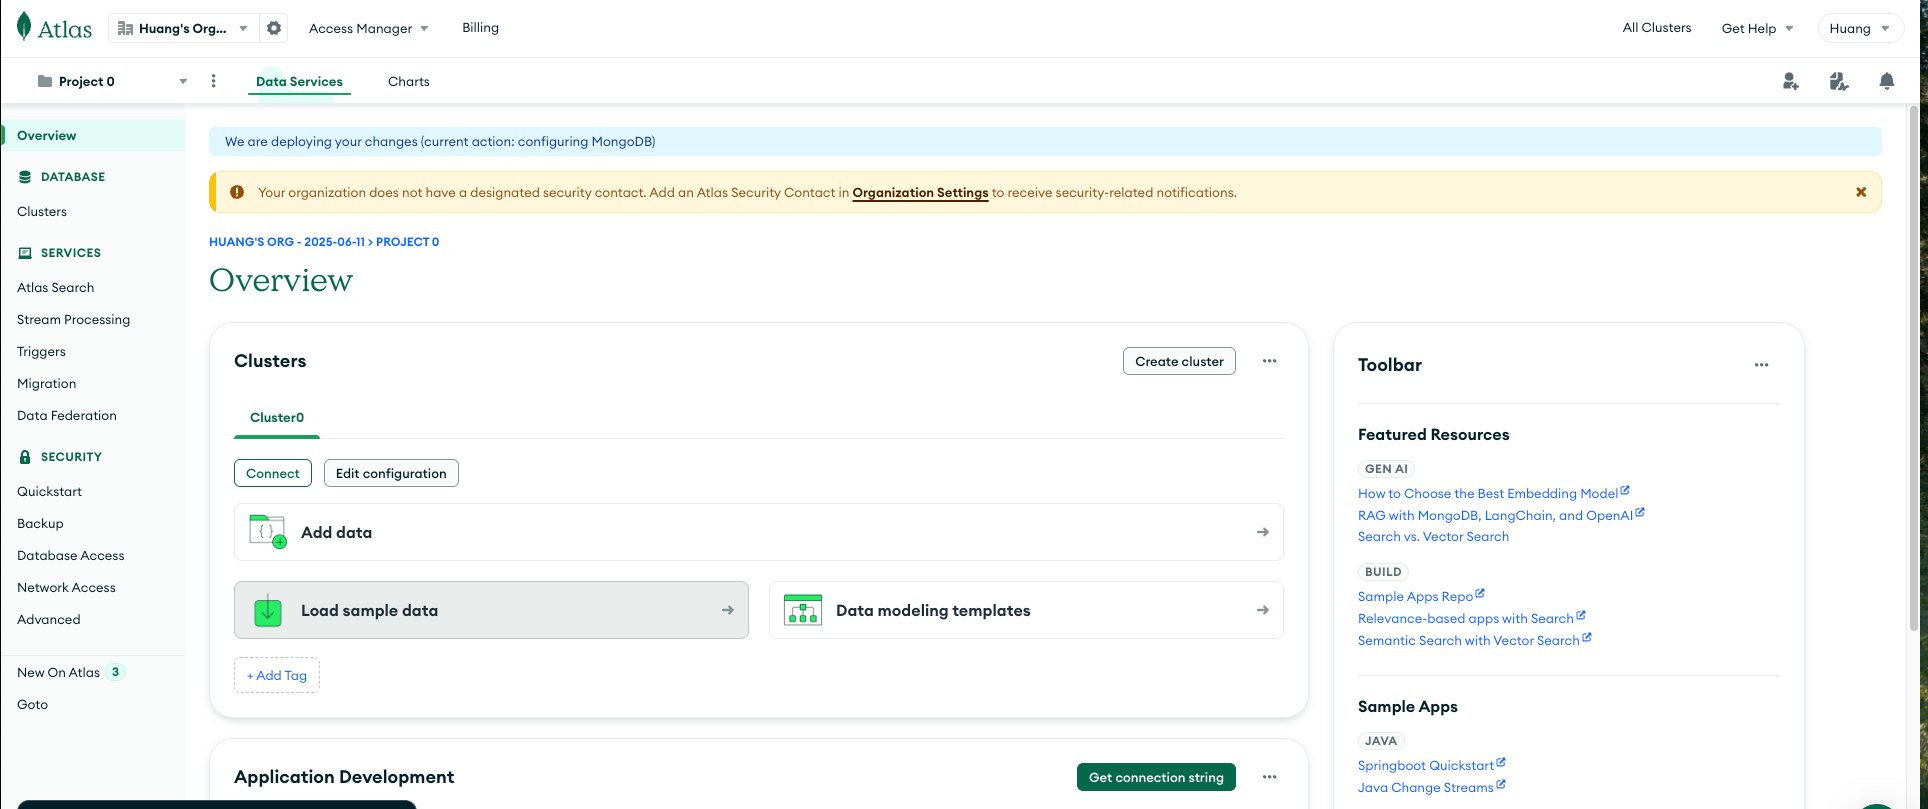 Atlas
Huang's Org...
Access Manager
Billing
All Clusters
Get Help
Huang
Project 0
Data Services
Charts
Overview
DATABASE
Clusters
SERVICES
Atlas Search
Stream Processing
Triggers
Migration
Data Federation
SECURITY
Quickstart
Backup
Database Access
Network Access
Advanced
New On Atlas 3
Goto
We are deploying your changes (current action: configuring MongoDB)
Your organization does not have a designated security contact. Add an Atlas Security Contact in Organization Settings to receive security-related notifications.
HUANG'S ORG - 2025-06-11 > PROJECT 0
Overview
Clusters
Create cluster
Cluster0
Connect
Edit configuration
Add data
Load sample data
Data modeling templates
+ Add Tag
Application Development
Get connection string
Toolbar
Featured Resources
GEN AI
How to Choose the Best Embedding Model
RAG with MongoDB, LangChain, and OpenAI
Search vs. Vector Search
BUILD
Sample Apps Repo
Relevance-based apps with Search
Semantic Search with Vector Search
Sample Apps
JAVA
Springboot Quickstart
Java Change Streams